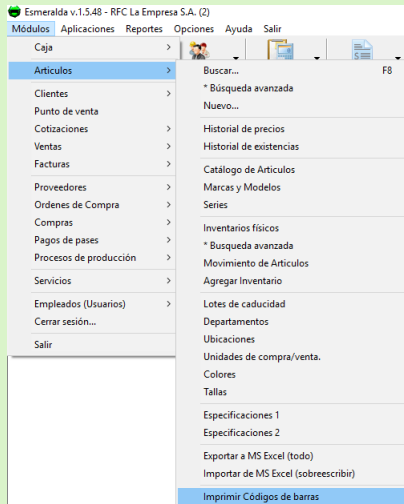 Esmeralda v.1.5.48 - RFC La Empresa S.A. (2)
Módulos Aplicaciones Reportes Opciones Ayuda Salir
Caja
Articulos
Clientes
Punto de venta
Cotizaciones
Ventas
Facturas
Proveedores
Ordenes de Compra
Compras
Pagos de pases
Procesos de producción
Servicios
Empleados (Usuarios)
Cerrar sesión...
Salir
Buscar... F8
* Búsqueda avanzada
Nuevo...
Historial de precios
Historial de existencias
Catálogo de Articulos
Marcas y Modelos
Series
Inventarios físicos
* Busqueda avanzada
Movimiento de Articulos
Agregar Inventario
Lotes de caducidad
Departamentos
Ubicaciones
Unidades de compra/venta.
Colores
Tallas
Especificaciones 1
Especificaciones 2
Exportar a MS Excel (todo)
Importar de MS Excel (sobreescribir)
Imprimir Códigos de barras